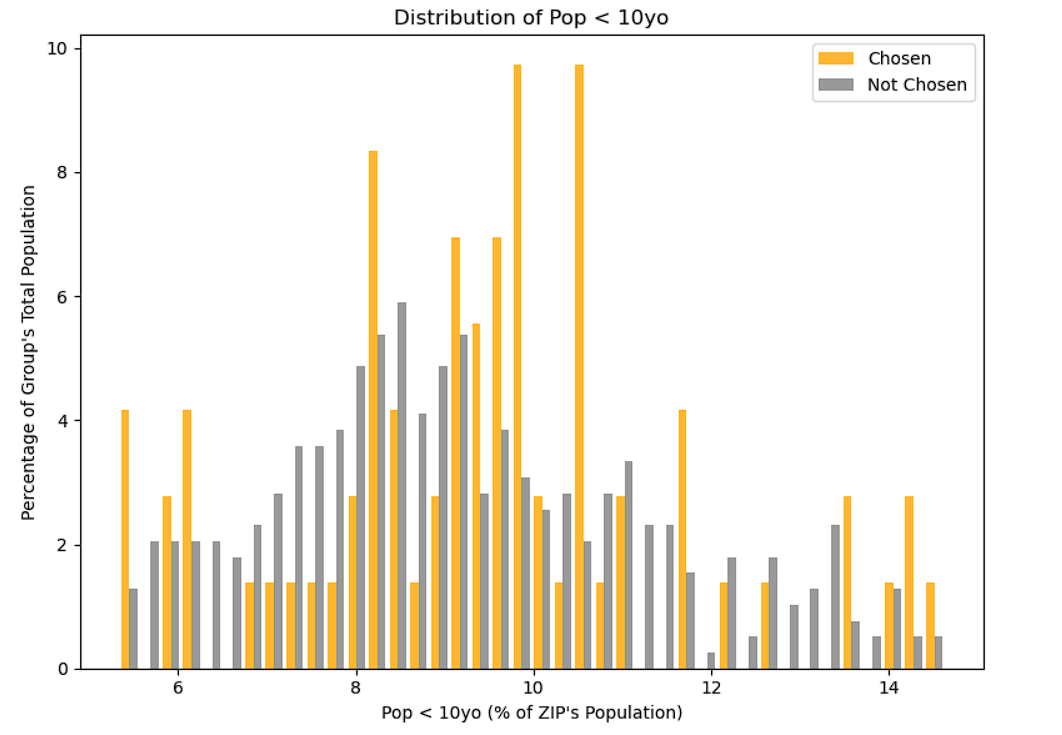 Distribution of Pop < 10yo
Chosen
Not Chosen
Percentage of Group's Total Population
10
8
6
4
2
0
6
8
10
12
14
Pop < 10yo (% of ZIP's Population)